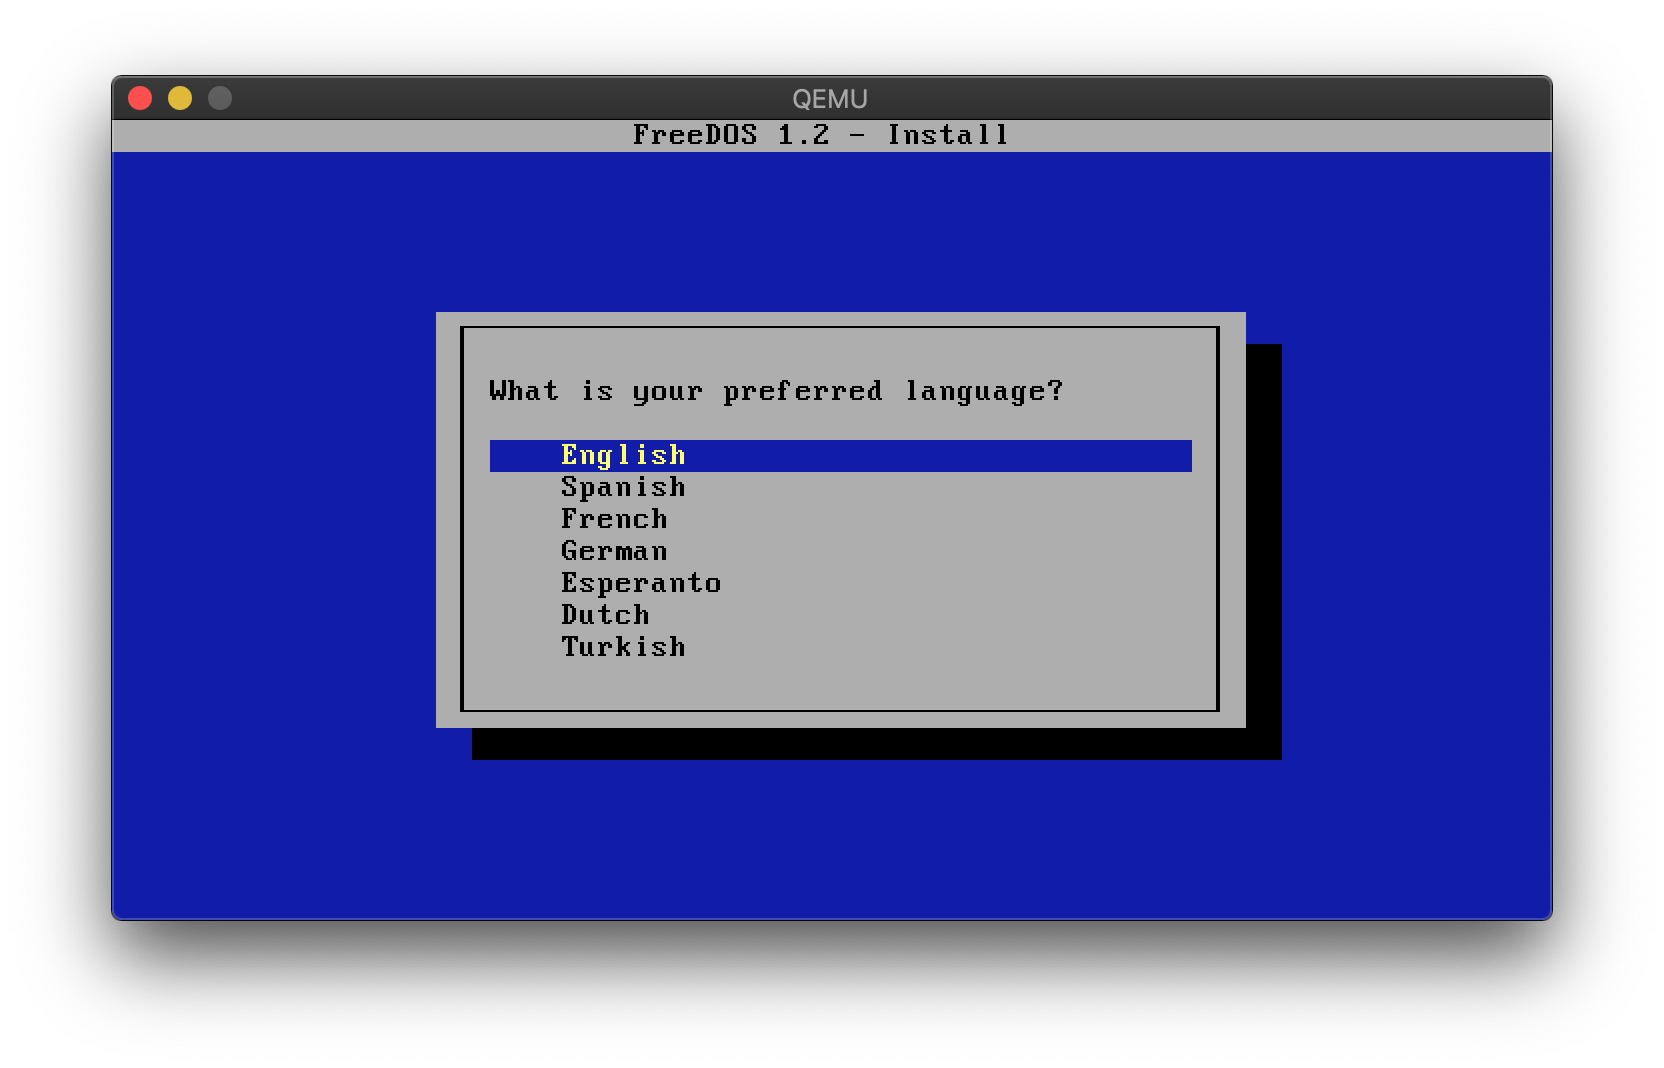 QEMU
FreeDOS 1.2 - Install
What is your preferred language?
English
Spanish
French
German
Esperanto
Dutch
Turkish